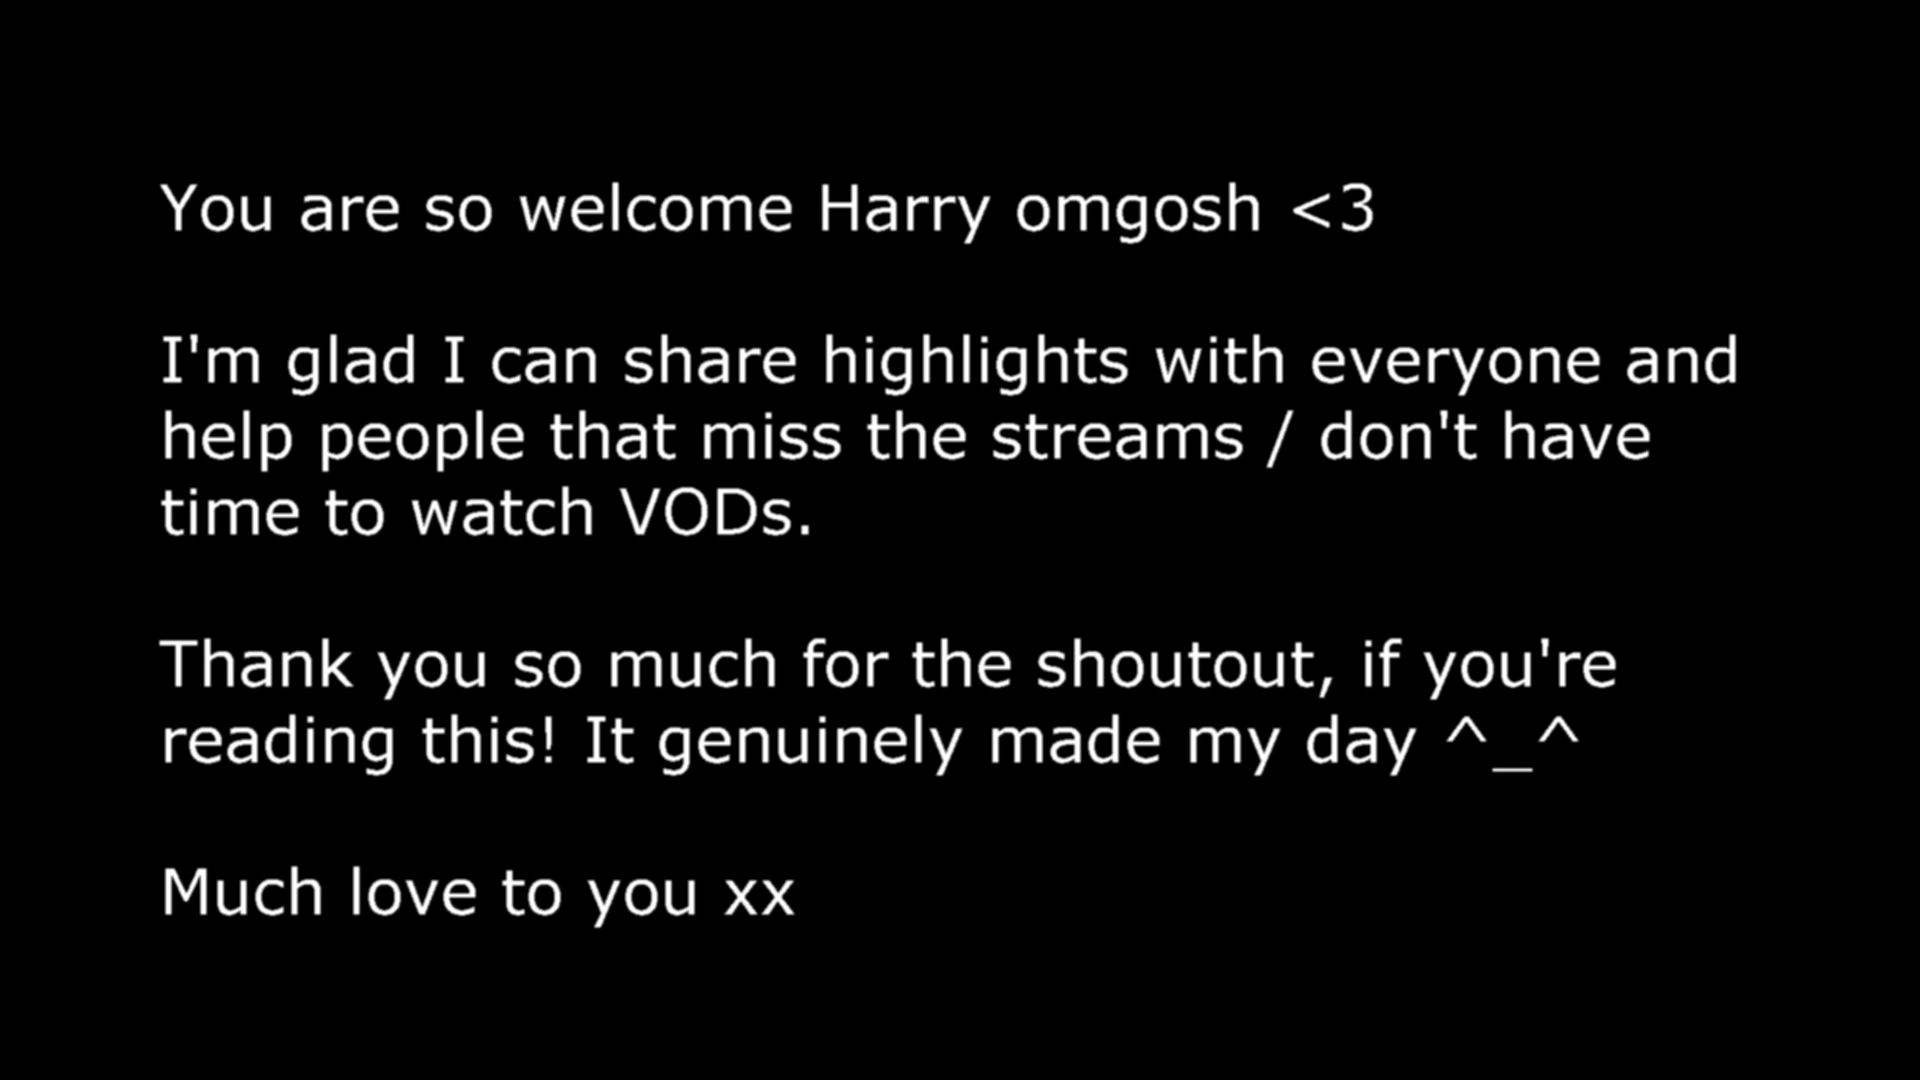 You are so welcome Harry omgosh <3
I'm glad I can share highlights with everyone and
help people that miss the streams / don't have
time to watch VODs.
Thank you so much for the shoutout, if you're
reading this! It genuinely made my day ^_^
Much love to you xx